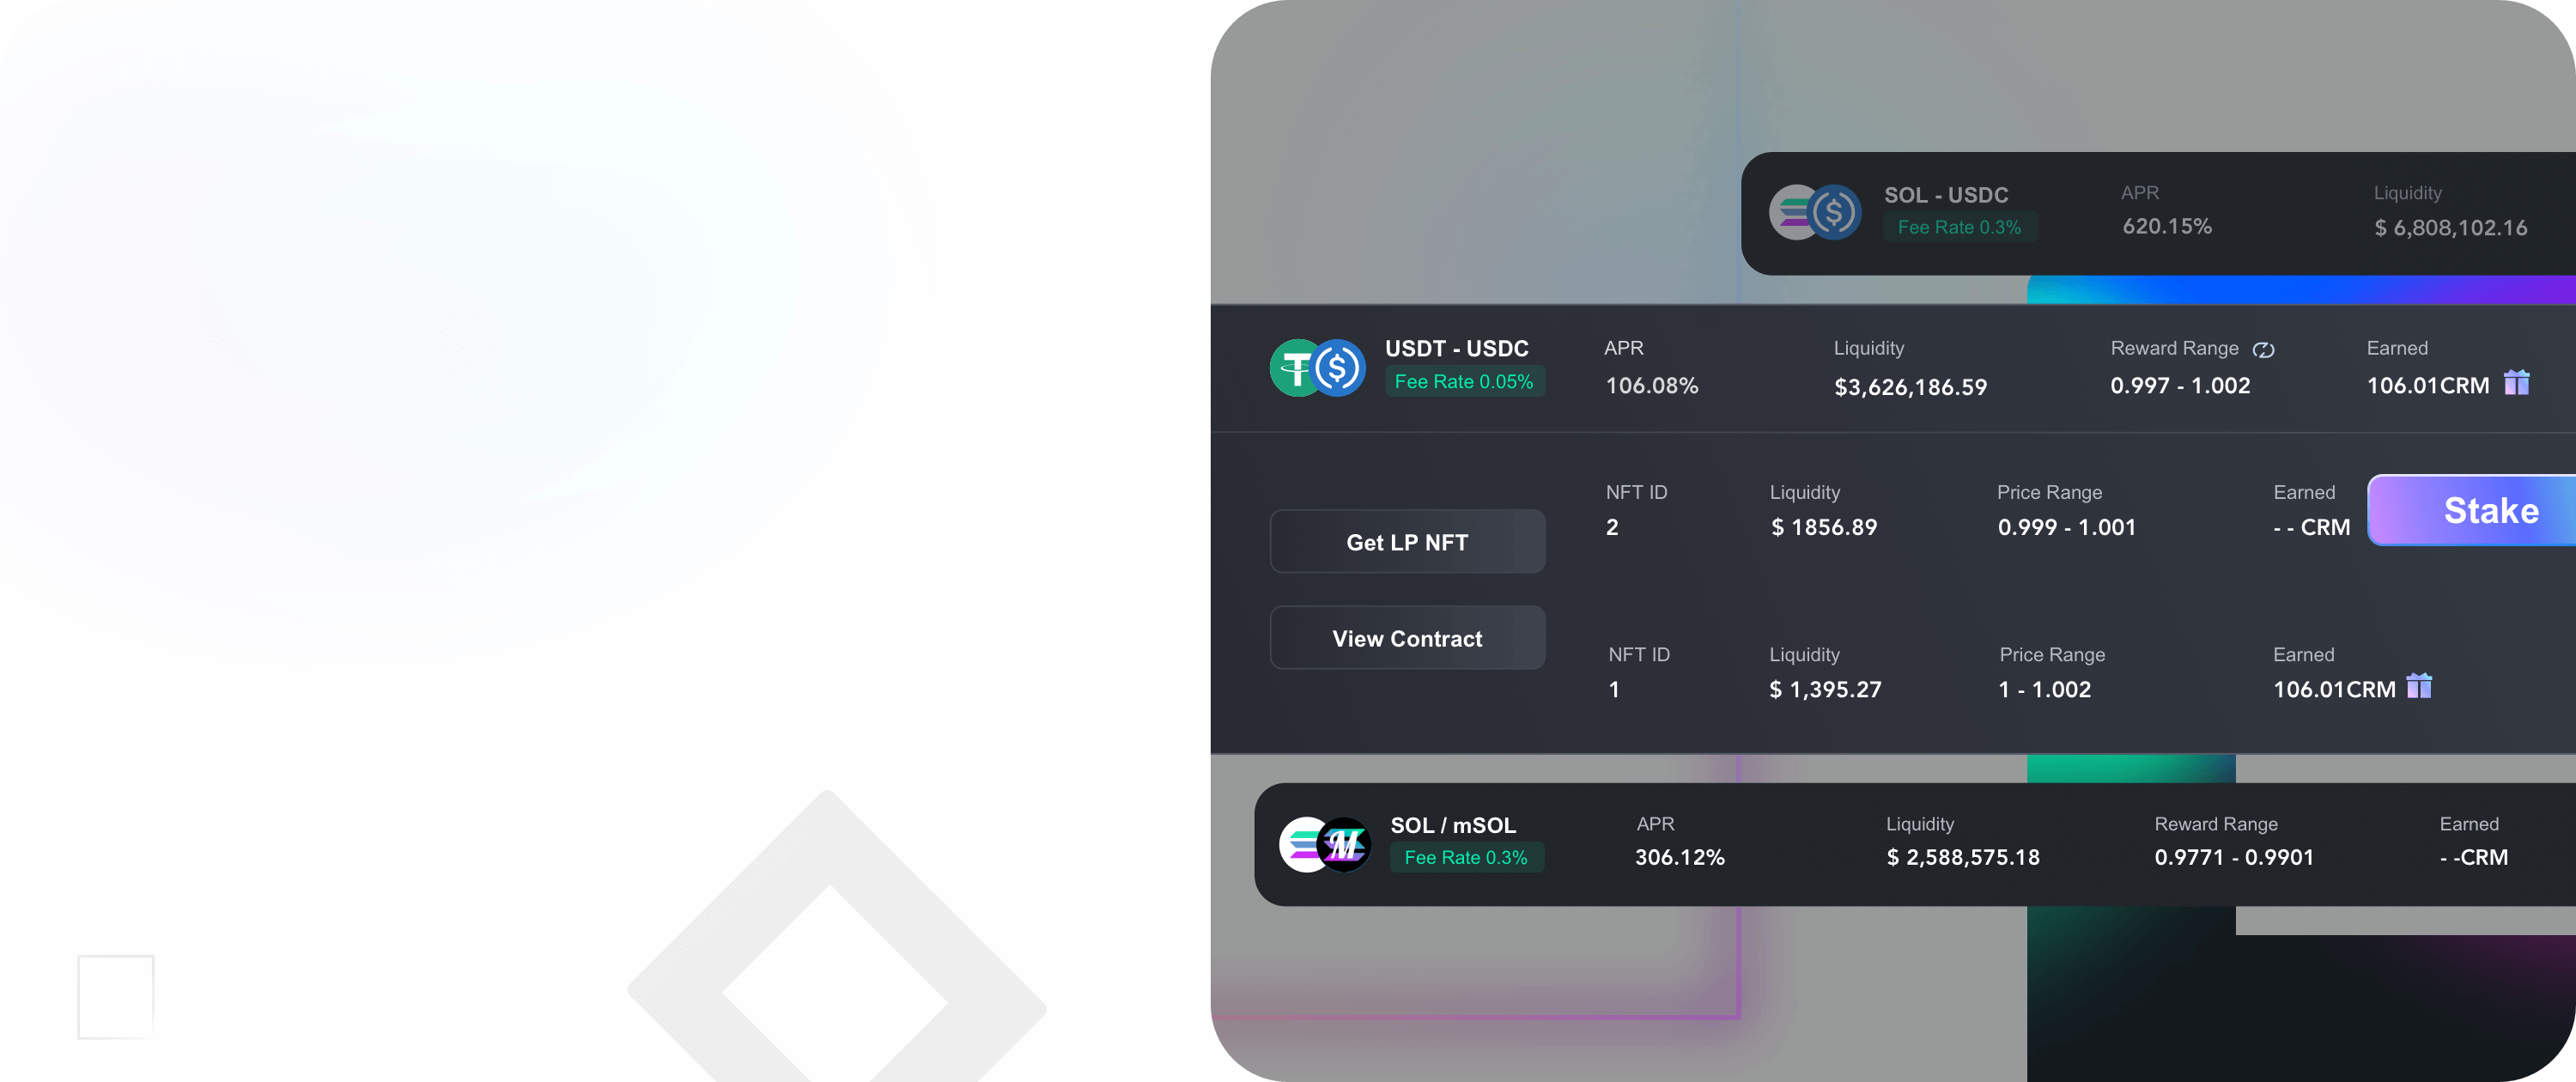 SOL - USDC APR Liquidity
Fee Rate 0.3% 620.15% $ 6,808,102.16
USDT - USDC APR Liquidity Reward Range Earned
Fee Rate 0.05% 106.08% $3,626,186.59 0.997 - 1.002 106.01CRM
NFT ID Liquidity Price Range Earned
2 $ 1856.89 0.999 - 1.001 - - CRM Stake
Get LP NFT
View Contract
NFT ID Liquidity Price Range Earned
1 $ 1,395.27 1 - 1.002 106.01CRM
SOL / mSOL APR Liquidity Reward Range Earned
Fee Rate 0.3% 306.12% $ 2,588,575.18 0.9771 - 0.9901 - -CRM